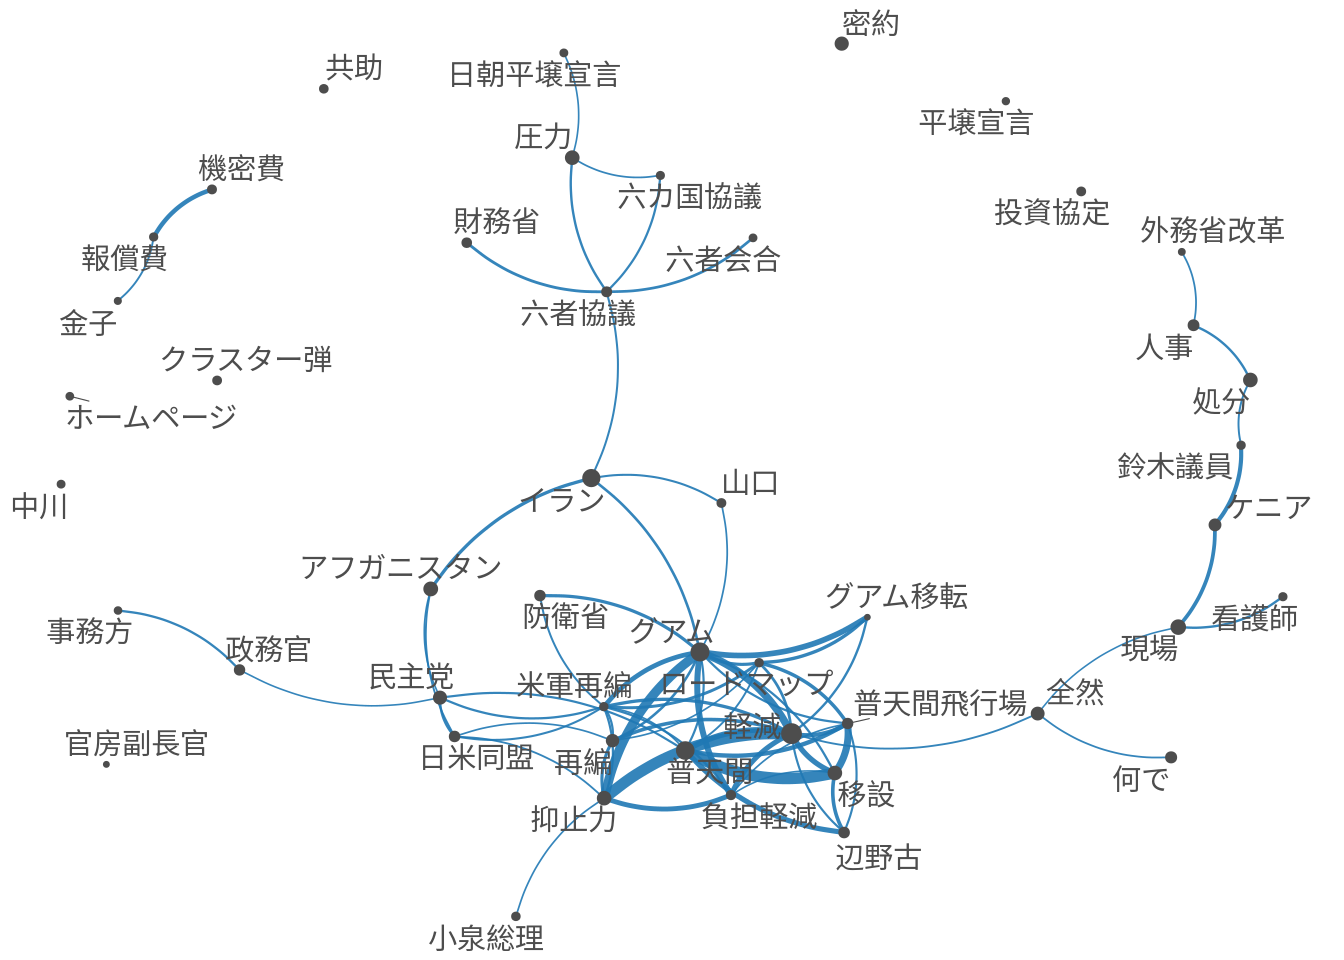 密約
共助
日朝平壌宣言
平壌宣言
圧力
機密費
六カ国協議
投資協定
財務省
外務省改革
報償費
六者会合
六者協議
金子
人事
クラスター弾
処分
ホームページ
鈴木議員
山口
イラン
中川
ケニア
アフガニスタン
グアム移転
防衛省
看護師
事務方
グアム
政務官
現場
民主党
米軍再編
ロードマップ
全然
普天間飛行場
軽減
官房副長官
日米同盟
再編
普天間
何で
移設
抑止力
負担軽減
辺野古
小泉総理